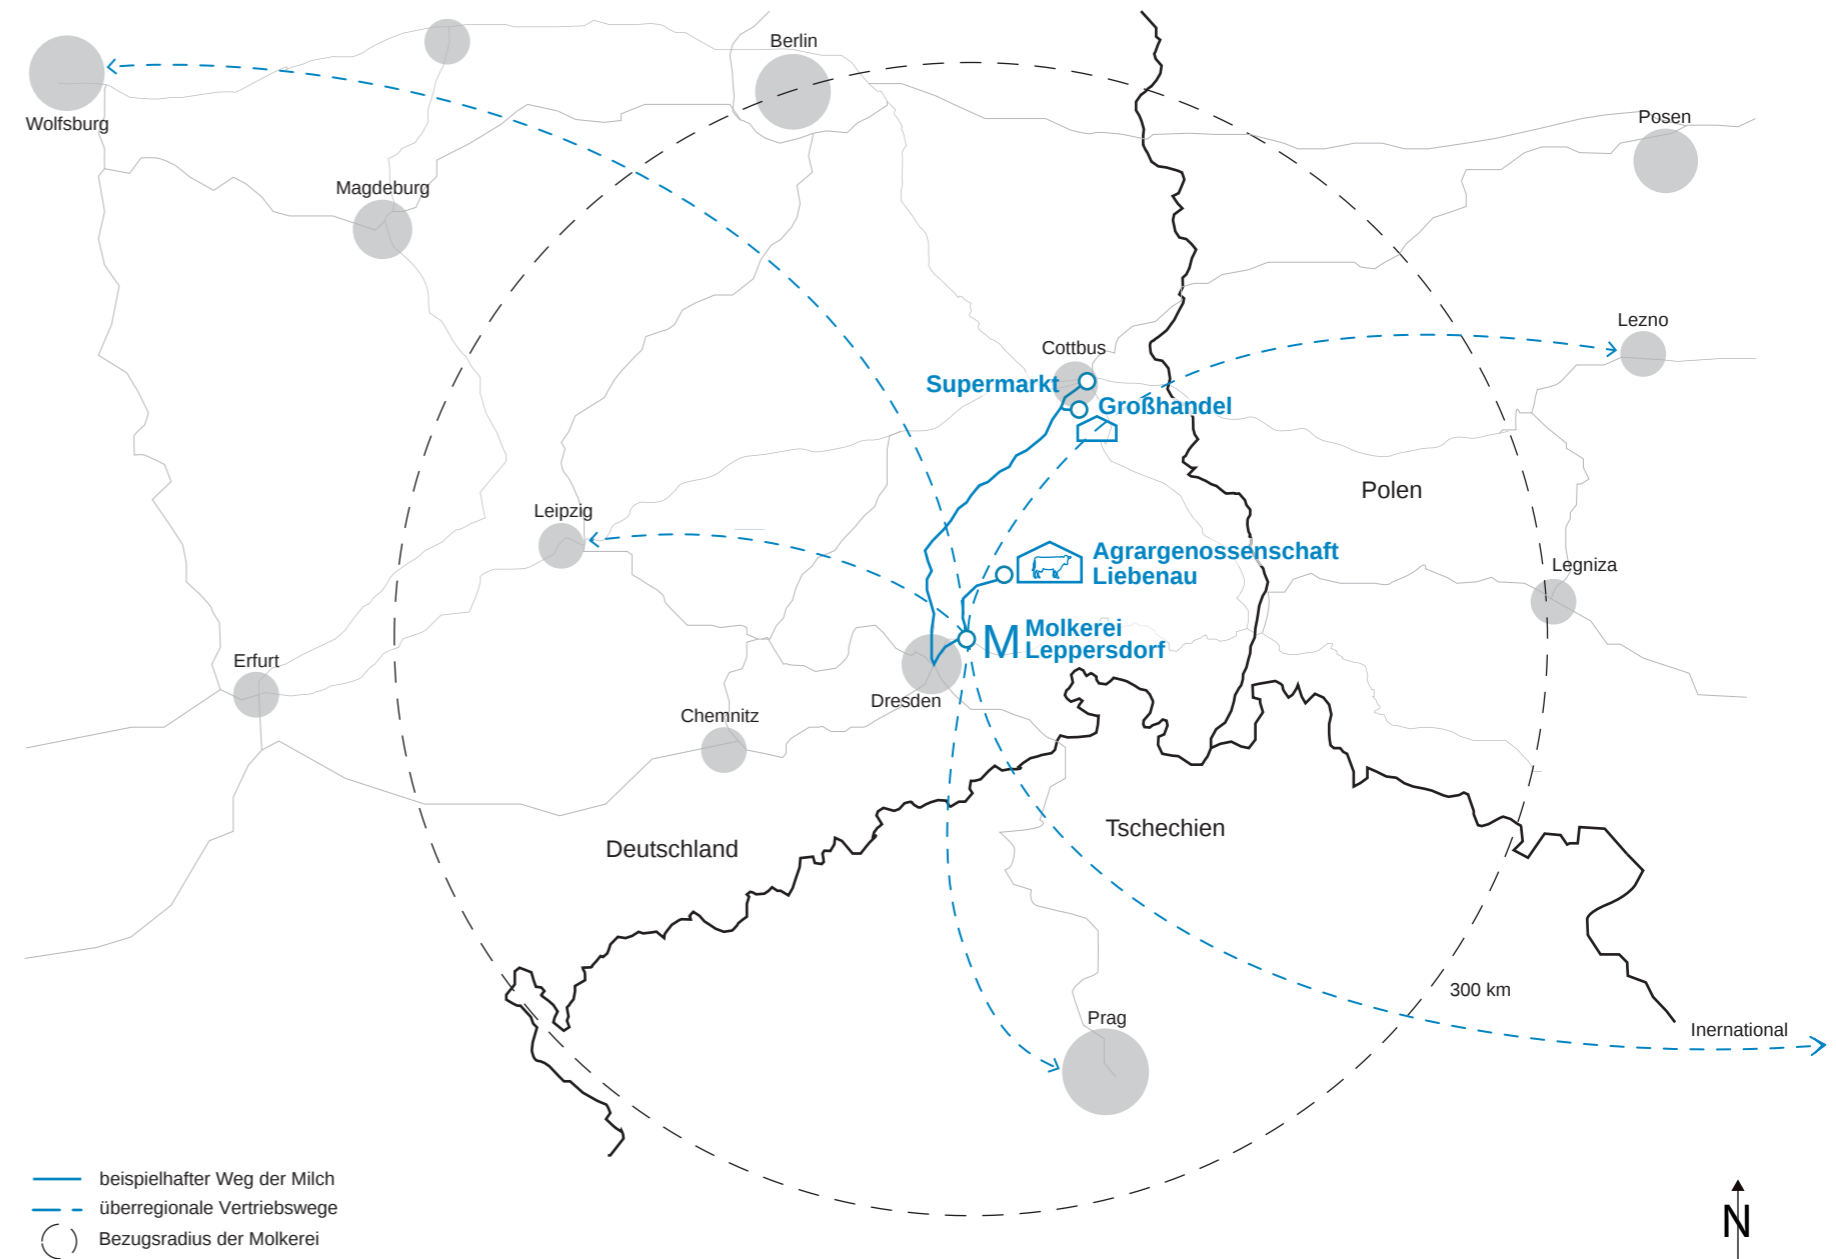 Berlin
Wolfsburg
Posen
Magdeburg
Lezno
Cottbus
Supermarkt
Großhandel
Polen
Leipzig
Agrargenossenschaft
Liebenau
Legniza
M
Molkerei
Leppersdorf
Erfurt
Dresden
Chemnitz
Tschechien
Deutschland
300 km
Prag
Inernational
beispielhafter Weg der Milch
überregionale Vertriebswege
Bezugsradius der Molkerei
N